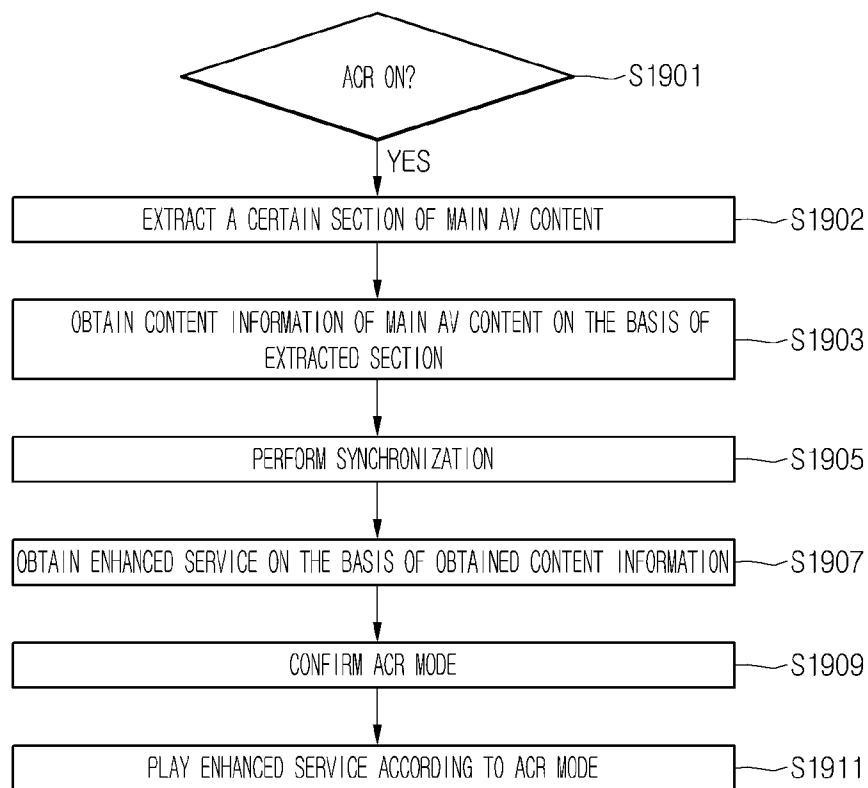 ACR ON?
S1901
YES
EXTRACT A CERTAIN SECTION OF MAIN AV CONTENT
S1902
OBTAIN CONTENT INFORMATION OF MAIN AV CONTENT ON THE BASIS OF
EXTRACTED SECTION
S1903
PERFORM SYNCHRONIZATION
S1905
OBTAIN ENHANCED SERVICE ON THE BASIS OF OBTAINED CONTENT INFORMATION
S1907
CONFIRM ACR MODE
S1909
PLAY ENHANCED SERVICE ACCORDING TO ACR MODE
S1911